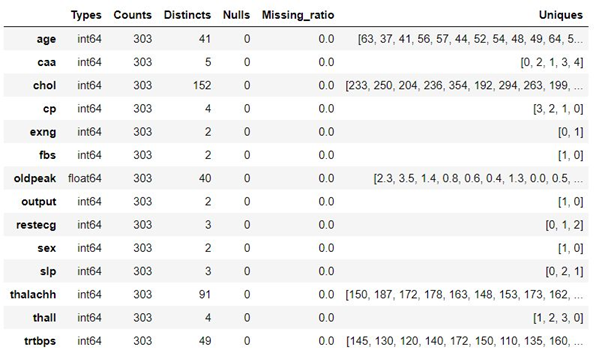 Types Counts Distincts Nulls Missing_ratio Uniques
age int64 303 41 0 0.0 [63, 37, 41, 56, 57, 44, 52, 54, 48, 49, 64, 5...
caa int64 303 5 0 0.0 [0, 2, 1, 3, 4]
chol int64 303 152 0 0.0 [233, 250, 204, 236, 354, 192, 294, 263, 199, ...
cp int64 303 4 0 0.0 [3, 2, 1, 0]
exng int64 303 2 0 0.0 [0, 1]
fbs int64 303 2 0 0.0 [1, 0]
oldpeak float64 303 40 0 0.0 [2.3, 3.5, 1.4, 0.8, 0.6, 0.4, 1.3, 0.0, 0.5, ...
output int64 303 2 0 0.0 [1, 0]
restecg int64 303 3 0 0.0 [0, 1, 2]
sex int64 303 2 0 0.0 [1, 0]
slp int64 303 3 0 0.0 [0, 2, 1]
thalachh int64 303 91 0 0.0 [150, 187, 172, 178, 163, 148, 153, 173, 162, ...
thall int64 303 4 0 0.0 [1, 2, 3, 0]
trtbps int64 303 49 0 0.0 [145, 130, 120, 140, 172, 150, 110, 135, 160, ...